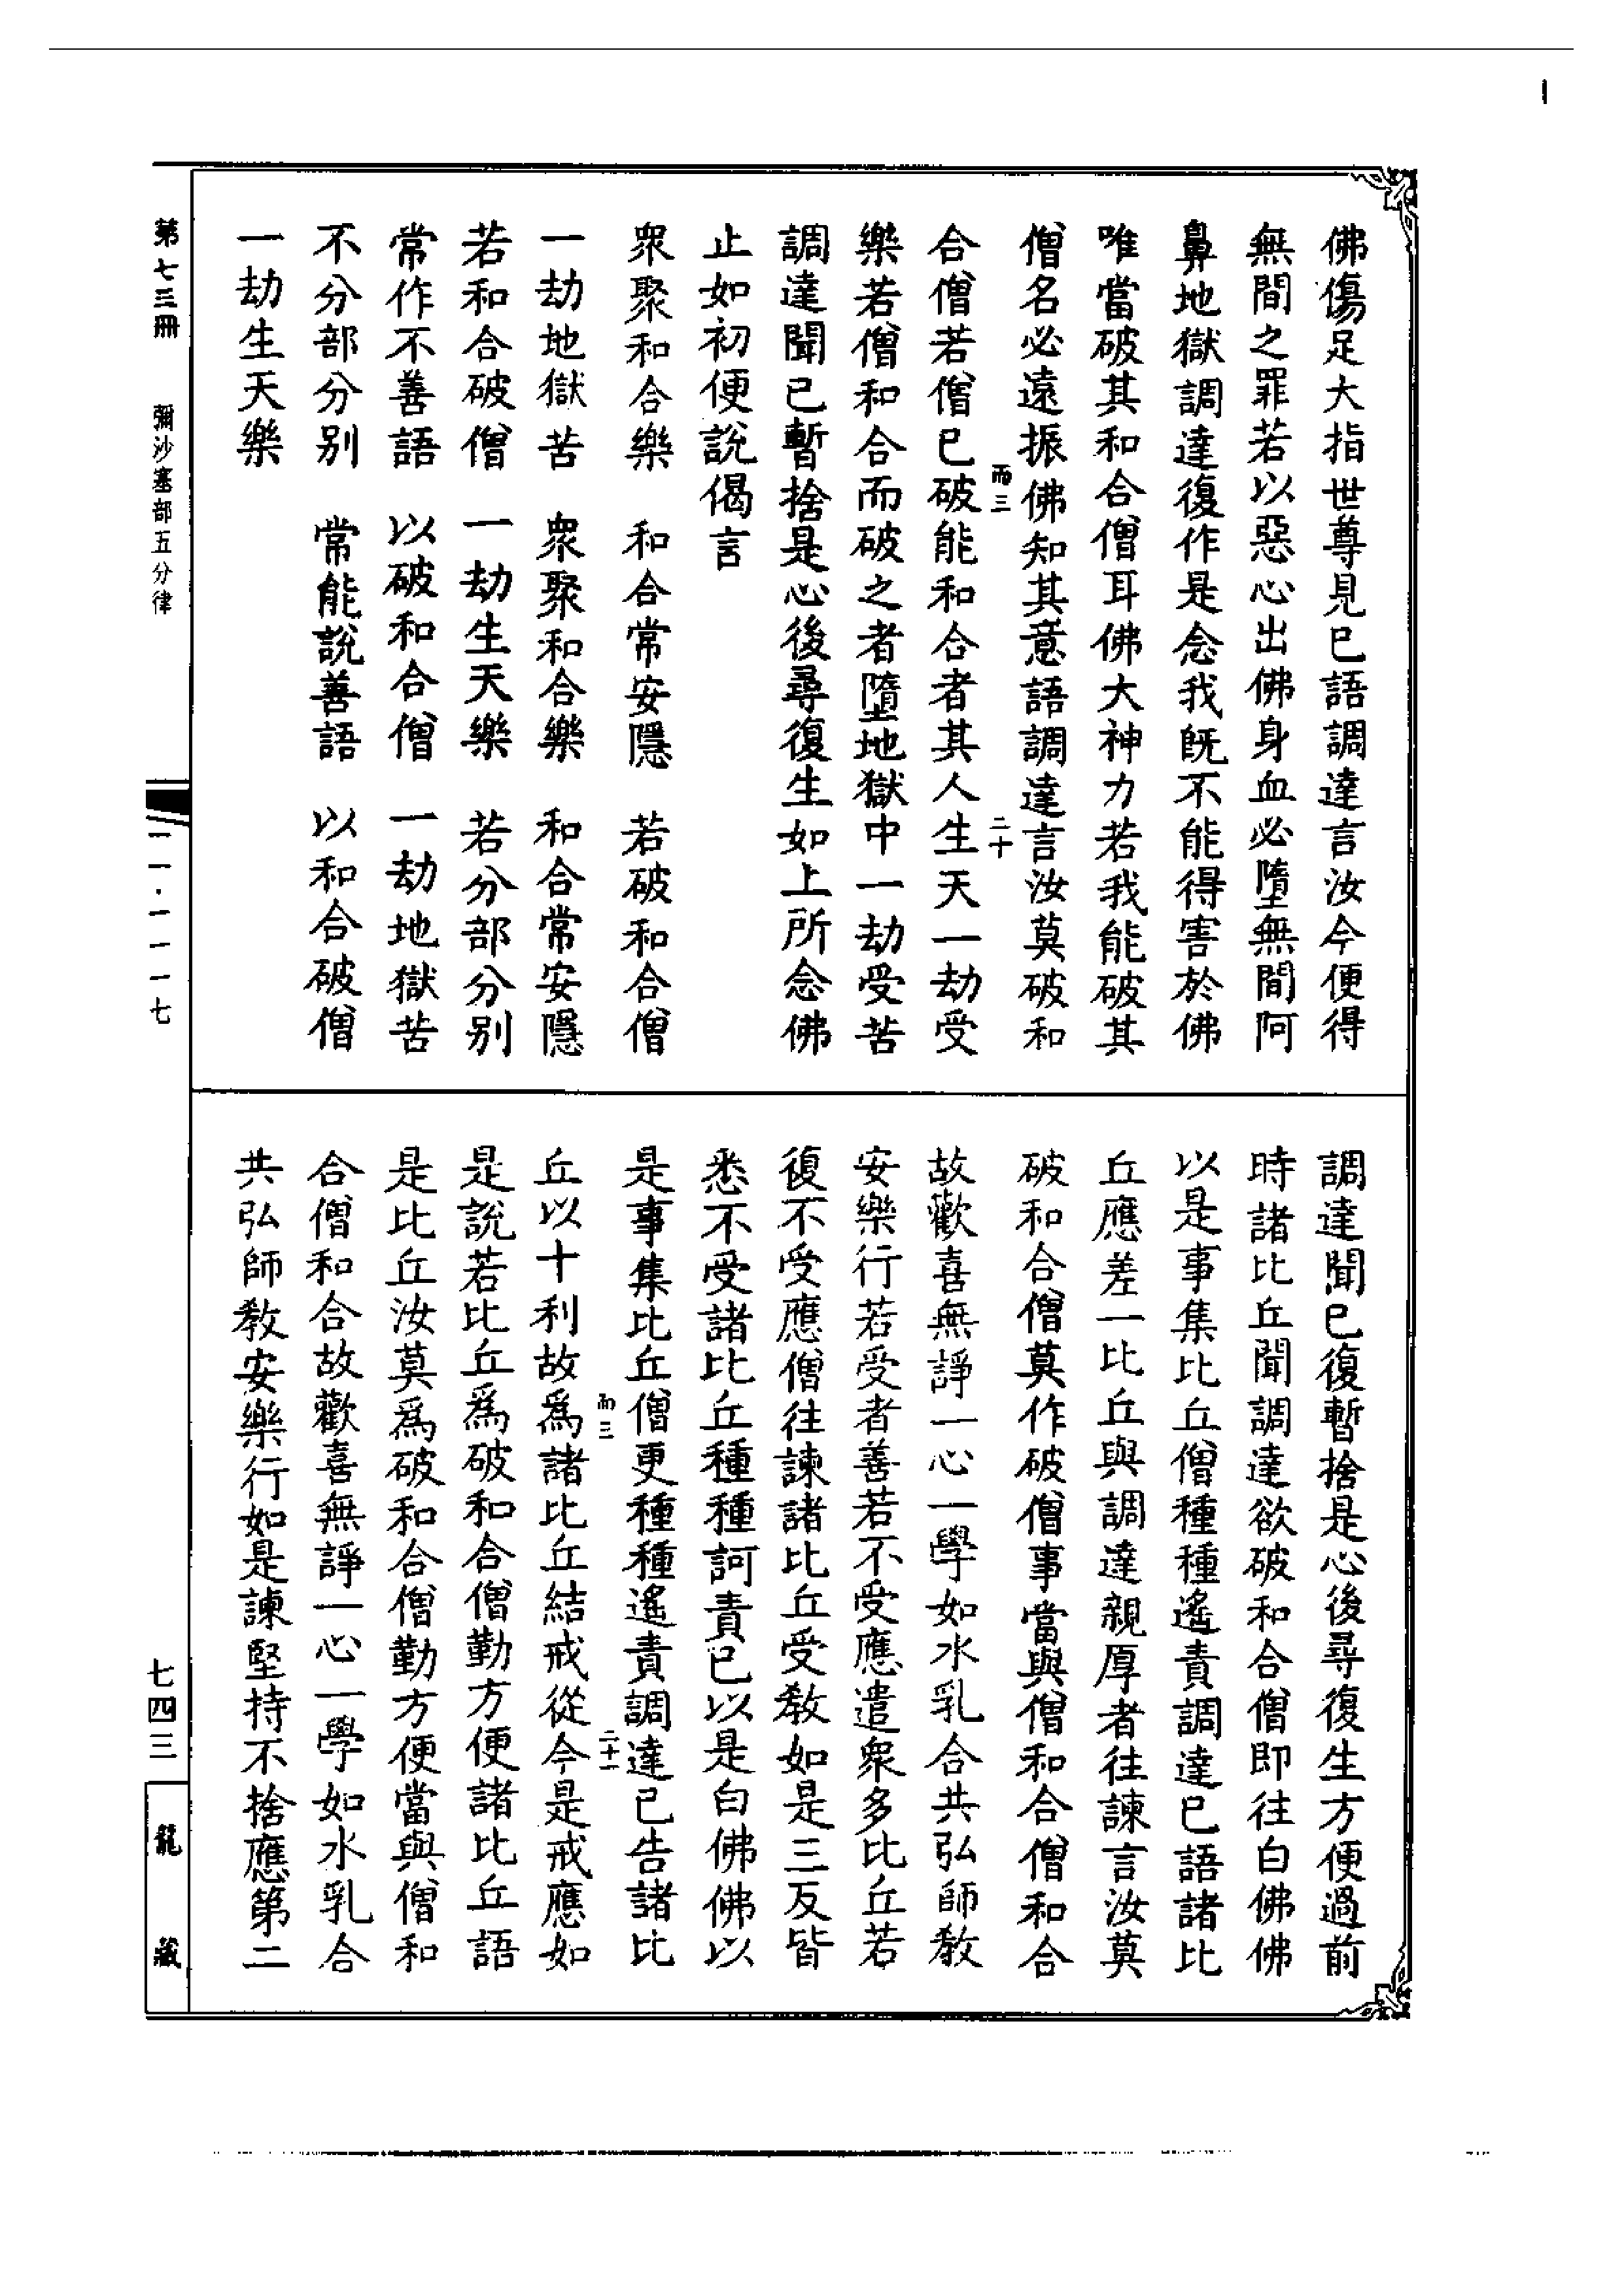 佛傷足大指世尊見已語調達言汝今便得
無間之罪若以惡心出佛身血必墮無間阿
鼻地獄調達復作是念我旣不能得害於佛
唯當破其和合僧耳佛大神力若我能破其
僧名必遠振佛知其意語調達言汝莫破和
而三　二十
合僧若僧已破能和合者其人生天一劫受
樂若僧和合而破之者墮地獄中一劫受苦
調達聞已暫捨是心後尋復生如上所念佛
止如初便說偈言
眾聚和合樂　和合常安隱　若破和合僧
一劫地獄苦　眾聚和合樂　和合常安隱
若和合破僧　一劫生天樂　若分部分别
常作不善語　以破和合僧　一劫地獄苦
不分部分别　常能說善語　以和合破僧
一劫生天樂
調達聞已復暫捨是心後尋復生方便過前
時諸比丘聞調達欲破和合僧即往白佛佛
以是事集比丘僧種種遙責調達已語諸比
丘應差一比丘與調達親厚者往諫言汝莫
破和合僧莫作破僧事當與僧和合僧和合
故歡喜無諍一心一學如水乳合共弘師敎
安樂行若受者善若不受應遣眾多比丘若
復不受應僧往諫諸比丘受敎如是三反皆
悉不受諸比丘種種訶責已以是白佛佛以
是事集比丘僧更種種遙責調達已告諸比
而三　二十一
丘以十利故爲諸比丘結戒從今是戒應如
是說若比丘爲破和合僧勤方便諸比丘語
是比丘汝莫爲破和合僧勤方便當與僧和
合僧和合故歡喜無諍一心一學如水乳合
共弘師敎安樂行如是諫堅持不捨應第二
第七三冊　彌沙塞部五分律
一一·一一一七
七四三
龍藏